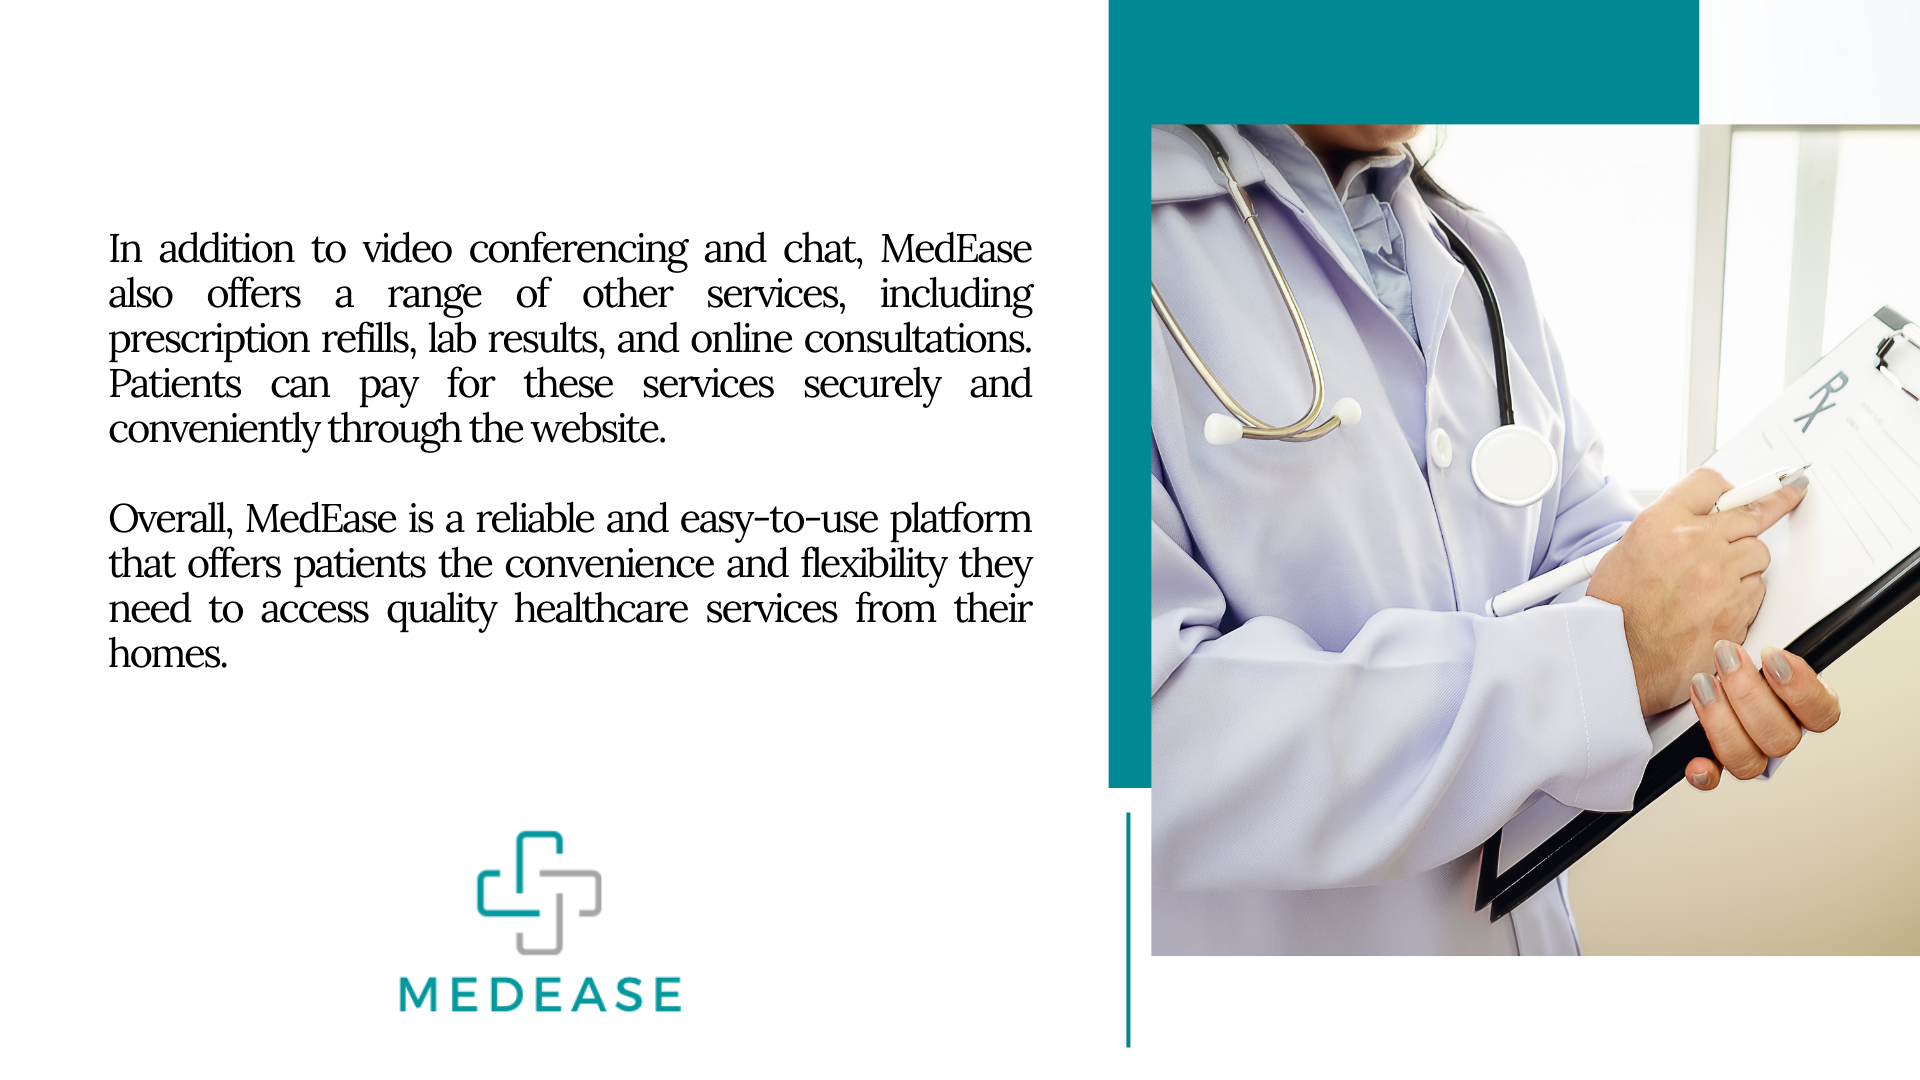 In addition to video conferencing and chat, MedEase
also offers a range of other services, including
prescription refills, lab results, and online consultations.
Patients can pay for these services securely and
conveniently through the website.
Overall, MedEase is a reliable and easy-to-use platform
that offers patients the convenience and flexibility they
need to access quality healthcare services from their
homes.
MEDEASE
Rx